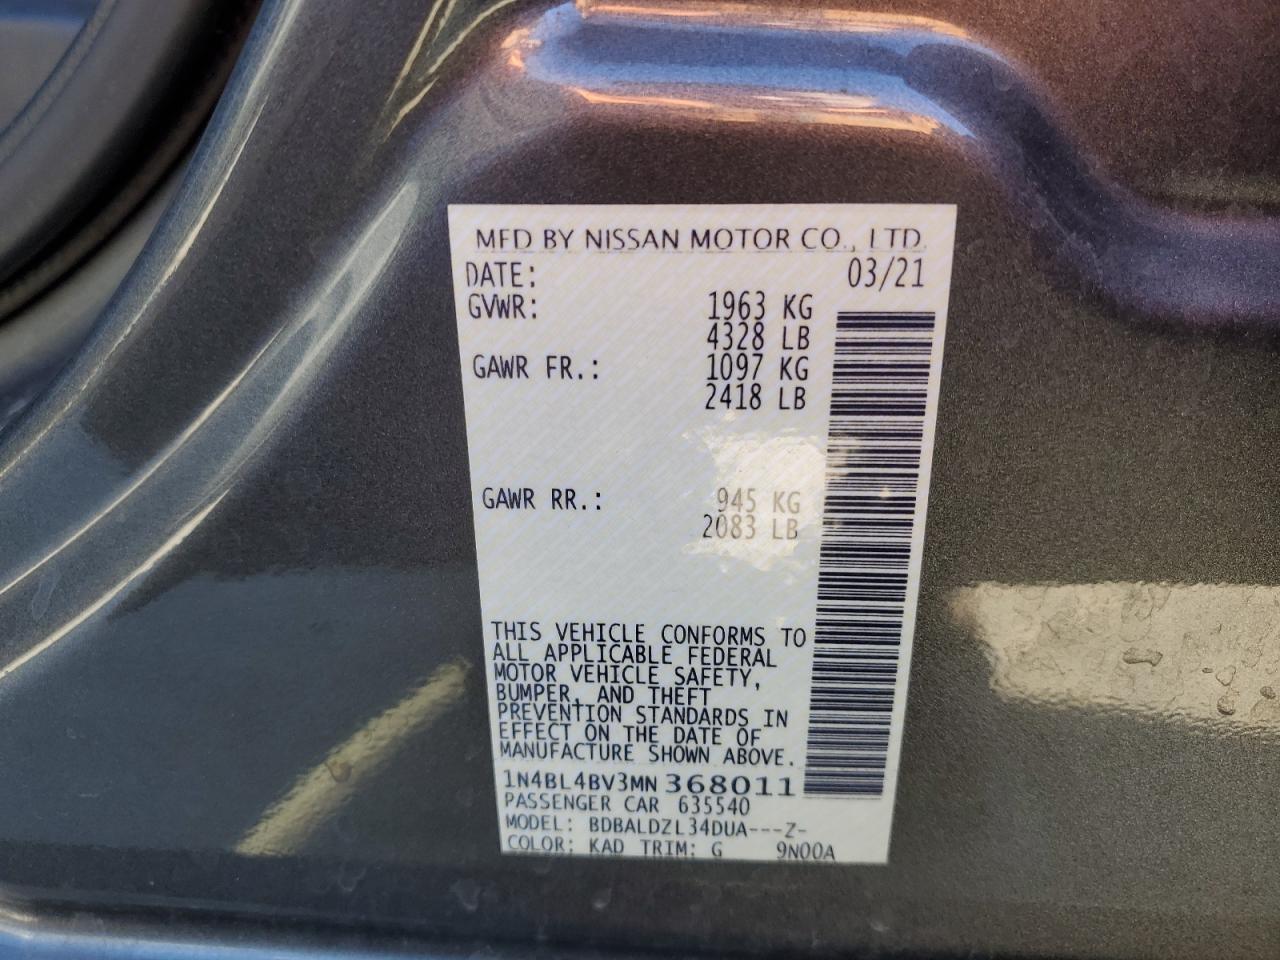 MFD BY NISSAN MOTOR CO., LTD.
DATE: 03/21
GVWR: 1963 KG
4328 LB
GAWR FR.: 1097 KG
2418 LB
GAWR RR.: 945 KG
2083 LB
THIS VEHICLE CONFORMS TO
ALL APPLICABLE FEDERAL
MOTOR VEHICLE SAFETY,
BUMPER, AND THEFT
PREVENTION STANDARDS IN
EFFECT ON THE DATE OF
MANUFACTURE SHOWN ABOVE.
1N4BL4BV3MN368011
PASSENGER CAR 635540
MODEL: BDBALDZL34DUA---Z-
COLOR: KAD TRIM: G 9N00A